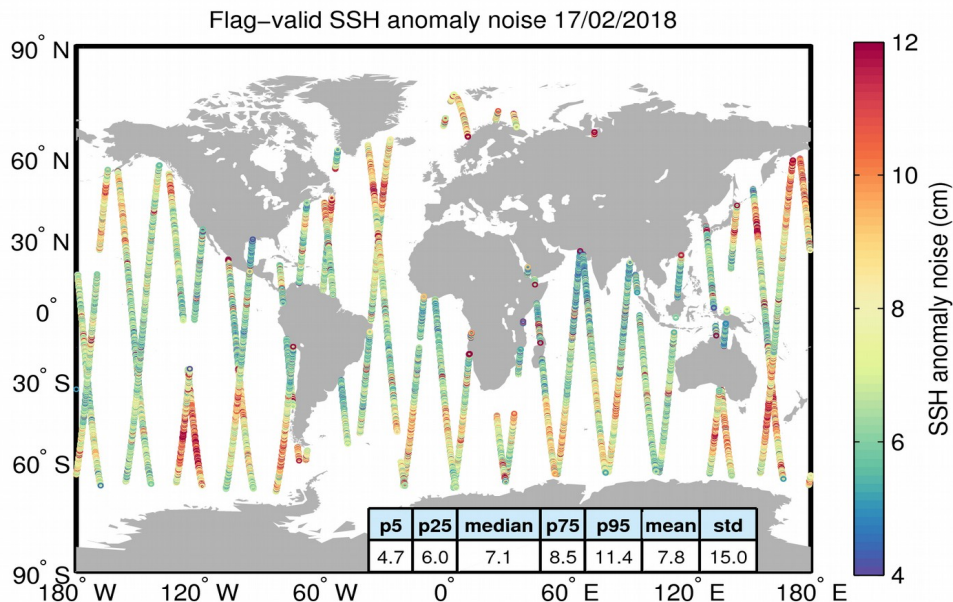 Flag−valid SSH anomaly noise 17/02/2018
90° N
60° N
30° N
0°
30° S
60° S
90° S
180° W 120° W 60° W 0° 60° E 120° E 180° E
p5 p25 median p75 p95 mean std
4.7 6.0 7.1 8.5 11.4 7.8 15.0
12
10
8
6
4
SSH anomaly noise (cm)